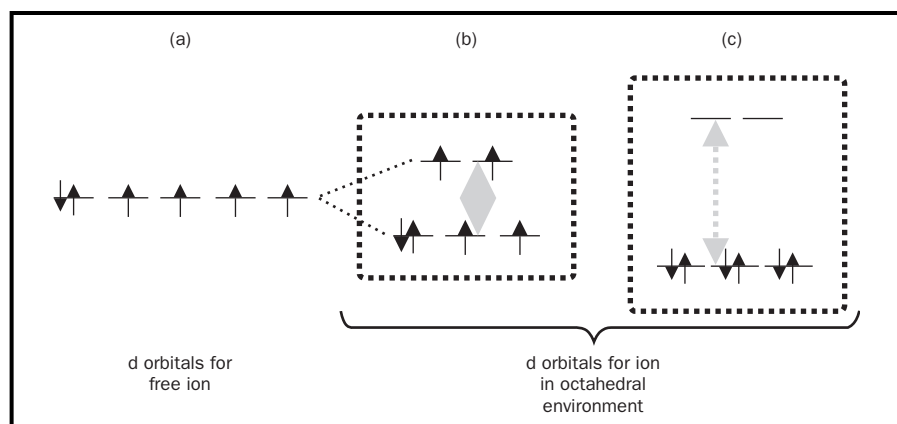 (a)
(b)
(c)
d orbitals for
free ion
d orbitals for ion
in octahedral
environment